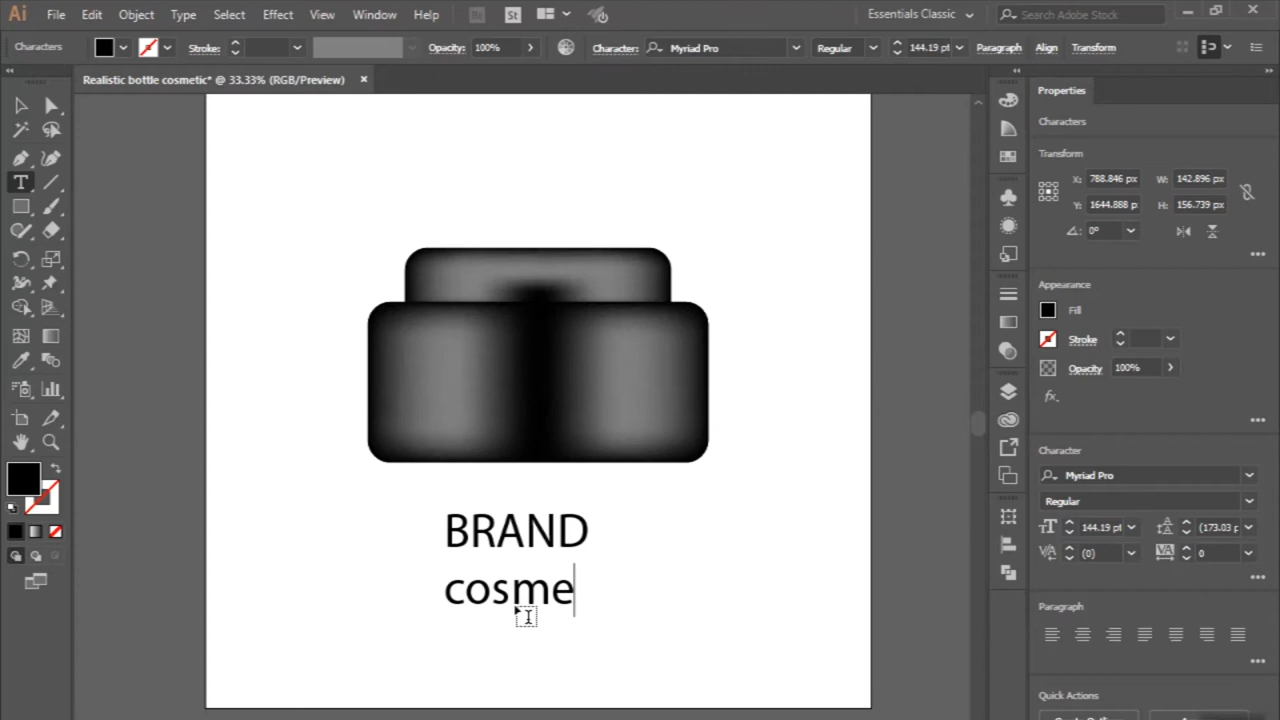 Ai File Edit Object Type Select Effect View Window Help Br St Essentials Classic Search Adobe Stock
Characters Stroke: Opacity: 100% Character: Myriad Pro Regular 144.19 pt Paragraph Align Transform
Realistic bottle cosmetic* @ 33.33% (RGB/Preview) ×
Properties
Characters
Transform
X: 788.846 px W: 142.896 px
Y: 1644.888 p H: 156.739 px
0°
Appearance
Fill
Stroke
Opacity 100%
fx.
Character
Myriad Pro
Regular
144.19 pt (173.03 p
(0) 0
Paragraph
Quick Actions
BRAND
cosme